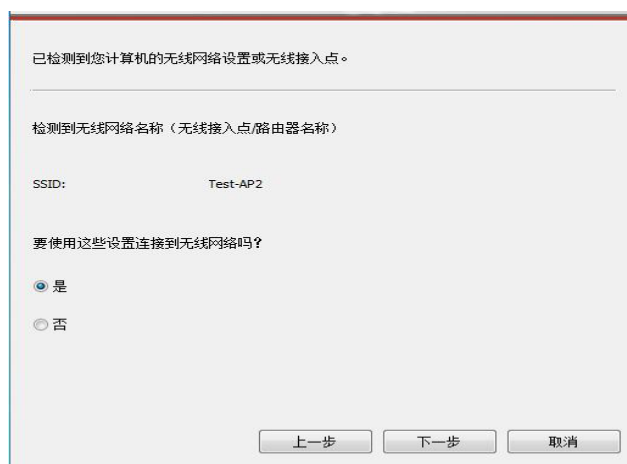 已检测到您计算机的无线网络设置或无线接入点。
检测到无线网络名称（无线接入点/路由器名称）
SSID: Test-AP2
要使用这些设置连接到无线网络吗?
是
否
上一步 下一步 取消